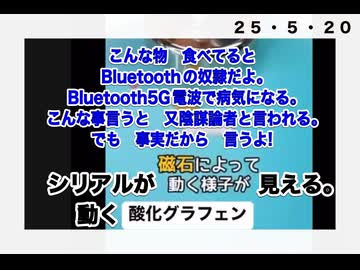 25・5・20
こんな物　食べてると
Bluetoothの奴隷だよ。
Bluetooth5G電波で病気になる。
こんな事言うと　又陰謀論者と言われる。
でも　事実だから　言うよ!
磁石によって
シリアルが 動く様子が 見える。
動く 酸化グラフェン